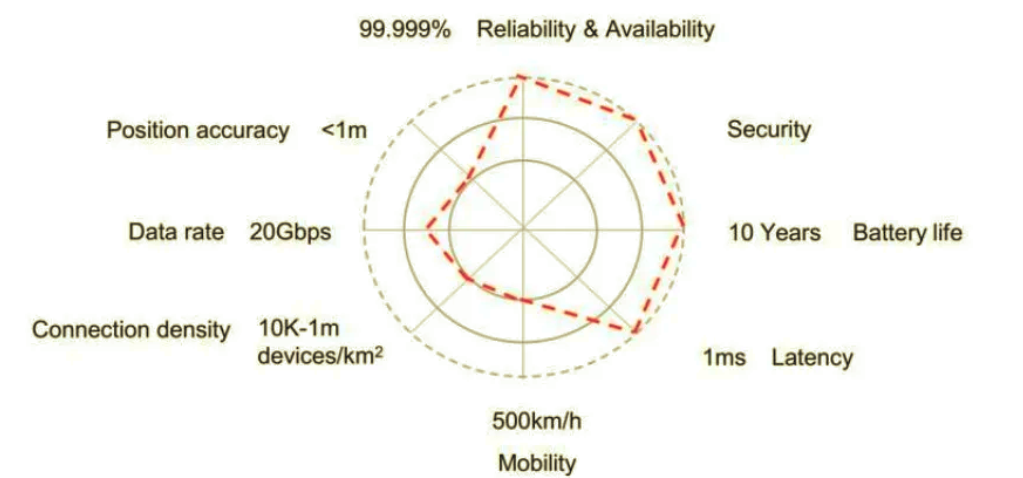 99.999% Reliability & Availability
Position accuracy <1m
Security
Data rate 20Gbps
10 Years Battery life
Connection density 10K-1m
devices/km²
1ms Latency
500km/h
Mobility